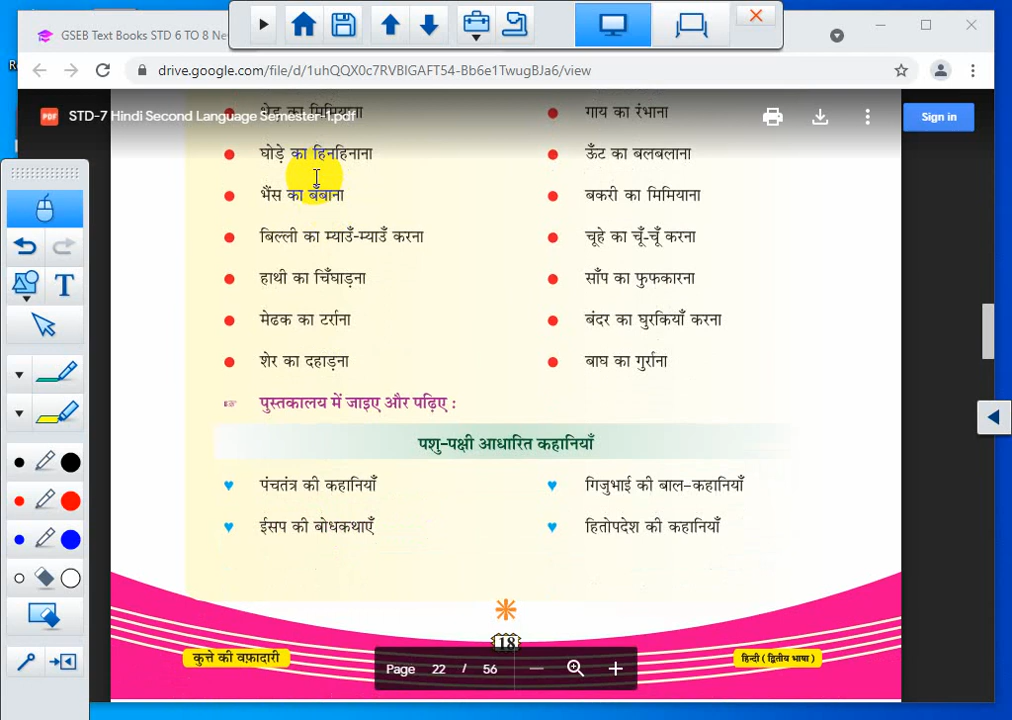 GSEB Text Books STD 6 TO 8 Ne
drive.google.com/file/d/1uhQQX0c7RVBIGAFT54-Bb6e1TwugBJa6/view
STD-7 Hindi Second Language Semester-1.pdf
Sign in
भेड़ का मिमियाना
गाय का रंभाना
घोड़े का हिनहिनाना
ऊँट का बलबलाना
भैंस का बँबाना
बकरी का मिमियाना
बिल्ली का म्याउँ-म्याउँ करना
चूहे का चूँ-चूँ करना
हाथी का चिँघाड़ना
साँप का फुफकारना
मेढक का टर्राना
बंदर का घुरकियाँ करना
शेर का दहाड़ना
बाघ का गुर्राना
पुस्तकालय में जाइए और पढ़िए :
पशु-पक्षी आधारित कहानियाँ
पंचतंत्र की कहानियाँ
गिजुभाई की बाल-कहानियाँ
ईसप की बोधकथाएँ
हितोपदेश की कहानियाँ
18
कुत्ते की वफ़ादारी
हिन्दी ( द्वितीय भाषा )
Page 22 / 56
T
PDF